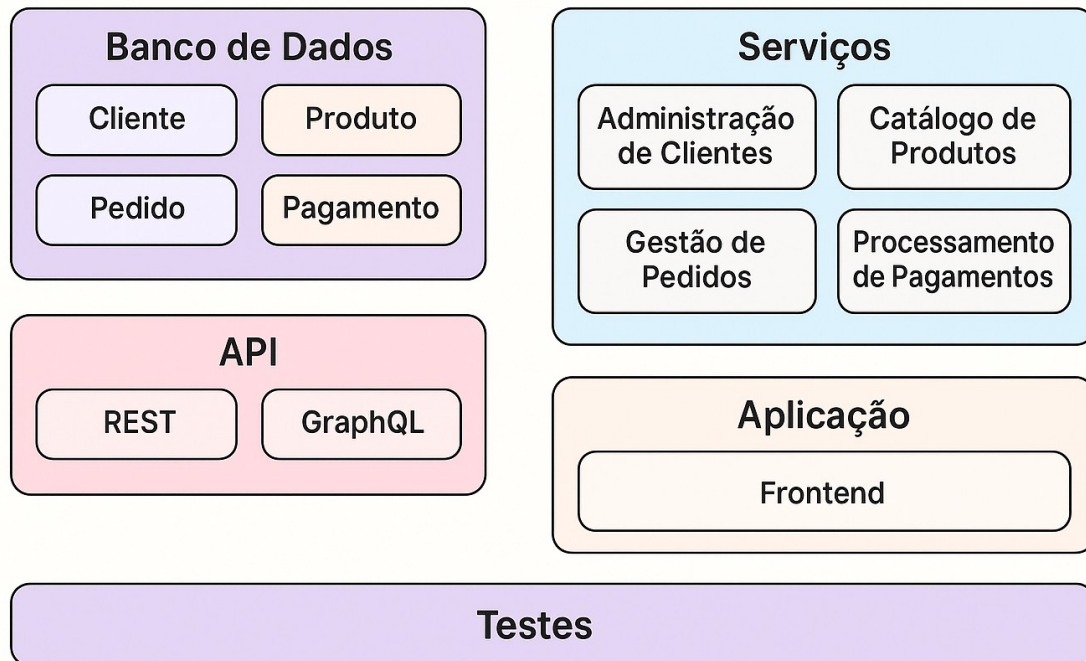 Banco de Dados
Cliente
Produto
Pedido
Pagamento
API
REST
GraphQL
Serviços
Administração
de Clientes
Catálogo de
Produtos
Gestão de
Pedidos
Processamento
de Pagamentos
Aplicação
Frontend
Testes